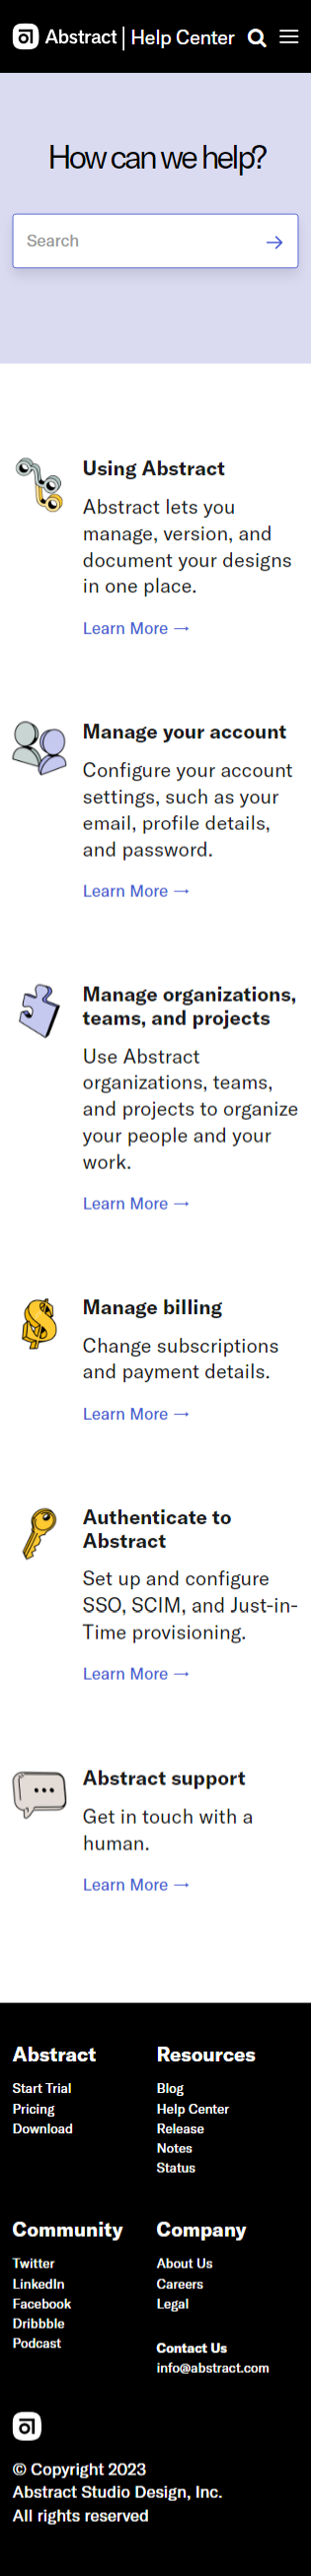 Abstract | Help Center
How can we help?
Search
Using Abstract
Abstract lets you
manage, version, and
document your designs
in one place.
Learn More →
Manage your account
Configure your account
settings, such as your
email, profile details,
and password.
Learn More →
Manage organizations,
teams, and projects
Use Abstract
organizations, teams,
and projects to organize
your people and your
work.
Learn More →
Manage billing
Change subscriptions
and payment details.
Learn More →
Authenticate to
Abstract
Set up and configure
SSO, SCIM, and Just-in-
Time provisioning.
Learn More →
Abstract support
Get in touch with a
human.
Learn More →
Abstract
Start Trial
Pricing
Download
Resources
Blog
Help Center
Release
Notes
Status
Community
Twitter
LinkedIn
Facebook
Dribbble
Podcast
Company
About Us
Careers
Legal
Contact Us
info@abstract.com
© Copyright 2023
Abstract Studio Design, Inc.
All rights reserved